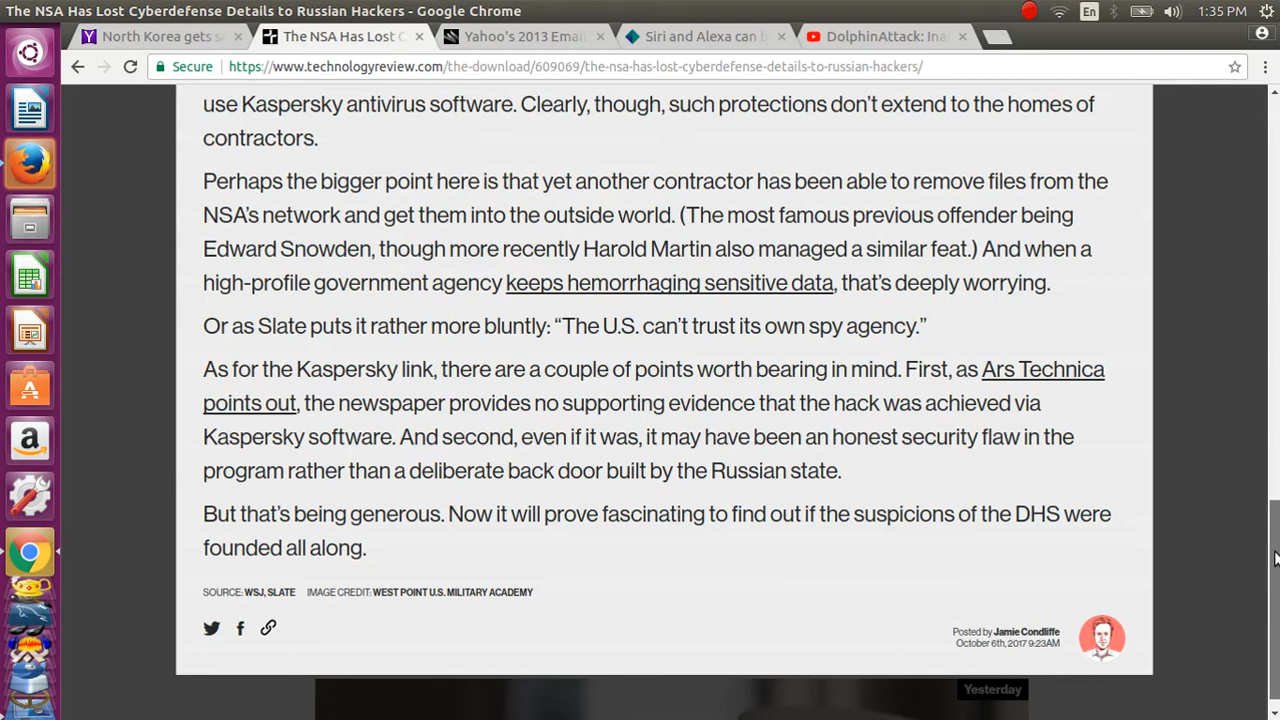 The NSA Has Lost Cyberdefense Details to Russian Hackers - Google Chrome
En
1:35 PM
North Korea gets s
The NSA Has Lost C
Yahoo's 2013 Email
Siri and Alexa can b
DolphinAttack: Ina
Secure
https://www.technologyreview.com/the-download/609069/the-nsa-has-lost-cyberdefense-details-to-russian-hackers/
use Kaspersky antivirus software. Clearly, though, such protections don’t extend to the homes of
contractors.
Perhaps the bigger point here is that yet another contractor has been able to remove files from the
NSA’s network and get them into the outside world. (The most famous previous offender being
Edward Snowden, though more recently Harold Martin also managed a similar feat.) And when a
high-profile government agency keeps hemorrhaging sensitive data, that’s deeply worrying.
Or as Slate puts it rather more bluntly: “The U.S. can’t trust its own spy agency.”
As for the Kaspersky link, there are a couple of points worth bearing in mind. First, as Ars Technica
points out, the newspaper provides no supporting evidence that the hack was achieved via
Kaspersky software. And second, even if it was, it may have been an honest security flaw in the
program rather than a deliberate back door built by the Russian state.
But that’s being generous. Now it will prove fascinating to find out if the suspicions of the DHS were
founded all along.
SOURCE: WSJ, SLATE IMAGE CREDIT: WEST POINT U.S. MILITARY ACADEMY
Posted by Jamie Condliffe
October 6th, 2017 9:23AM
Yesterday